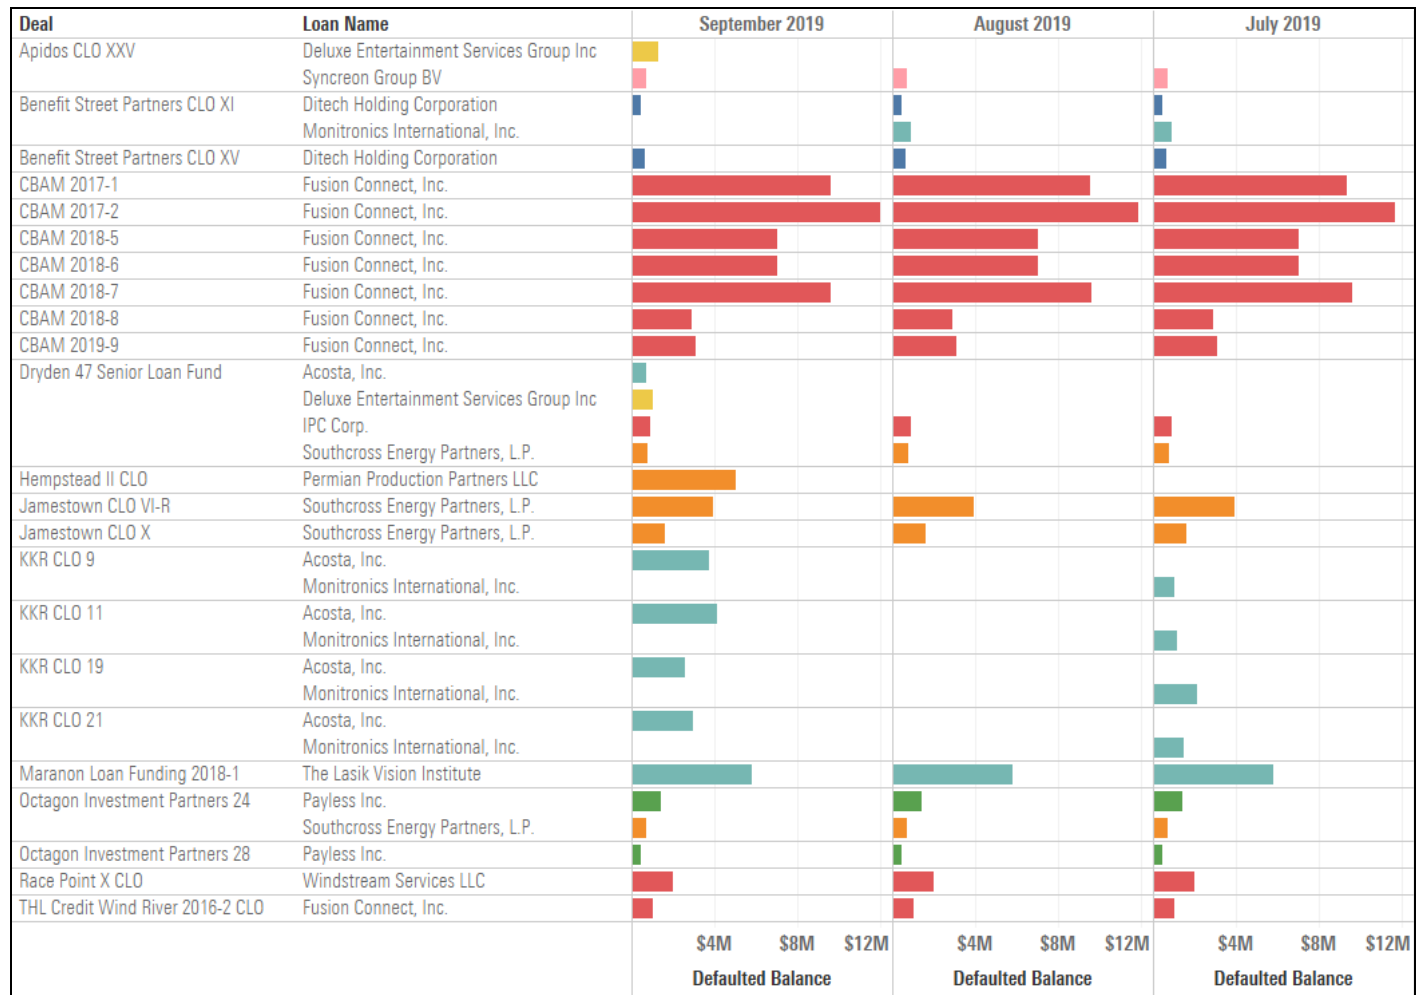 Deal Loan Name September 2019 August 2019 July 2019
Apidos CLO XXV Deluxe Entertainment Services Group Inc
Syncreon Group BV
Benefit Street Partners CLO XI Ditech Holding Corporation
Monitronics International, Inc.
Benefit Street Partners CLO XV Ditech Holding Corporation
CBAM 2017-1 Fusion Connect, Inc.
CBAM 2017-2 Fusion Connect, Inc.
CBAM 2018-5 Fusion Connect, Inc.
CBAM 2018-6 Fusion Connect, Inc.
CBAM 2018-7 Fusion Connect, Inc.
CBAM 2018-8 Fusion Connect, Inc.
CBAM 2019-9 Fusion Connect, Inc.
Dryden 47 Senior Loan Fund Acosta, Inc.
Deluxe Entertainment Services Group Inc
IPC Corp.
Southcross Energy Partners, L.P.
Hempstead II CLO Permian Production Partners LLC
Jamestown CLO VI-R Southcross Energy Partners, L.P.
Jamestown CLO X Southcross Energy Partners, L.P.
KKR CLO 9 Acosta, Inc.
Monitronics International, Inc.
KKR CLO 11 Acosta, Inc.
Monitronics International, Inc.
KKR CLO 19 Acosta, Inc.
Monitronics International, Inc.
KKR CLO 21 Acosta, Inc.
Monitronics International, Inc.
Maranon Loan Funding 2018-1 The Lasik Vision Institute
Octagon Investment Partners 24 Payless Inc.
Southcross Energy Partners, L.P.
Octagon Investment Partners 28 Payless Inc.
Race Point X CLO Windstream Services LLC
THL Credit Wind River 2016-2 CLO Fusion Connect, Inc.
$4M $8M $12M $4M $8M $12M $4M $8M $12M
Defaulted Balance Defaulted Balance Defaulted Balance